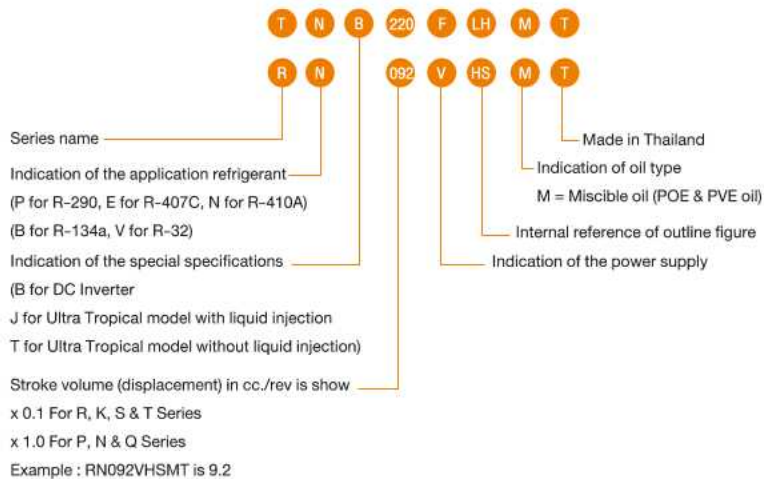 T N B 220 F LH M T
R N 092 V HS M T
Series name
Made in Thailand
Indication of the application refrigerant
Indication of oil type
(P for R-290, E for R-407C, N for R-410A)
M = Miscible oil (POE & PVE oil)
(B for R-134a, V for R-32)
Internal reference of outline figure
Indication of the special specifications
Indication of the power supply
(B for DC Inverter
J for Ultra Tropical model with liquid injection
T for Ultra Tropical model without liquid injection)
Stroke volume (displacement) in cc./rev is show
x 0.1 For R, K, S & T Series
x 1.0 For P, N & Q Series
Example : RN092VHSMT is 9.2